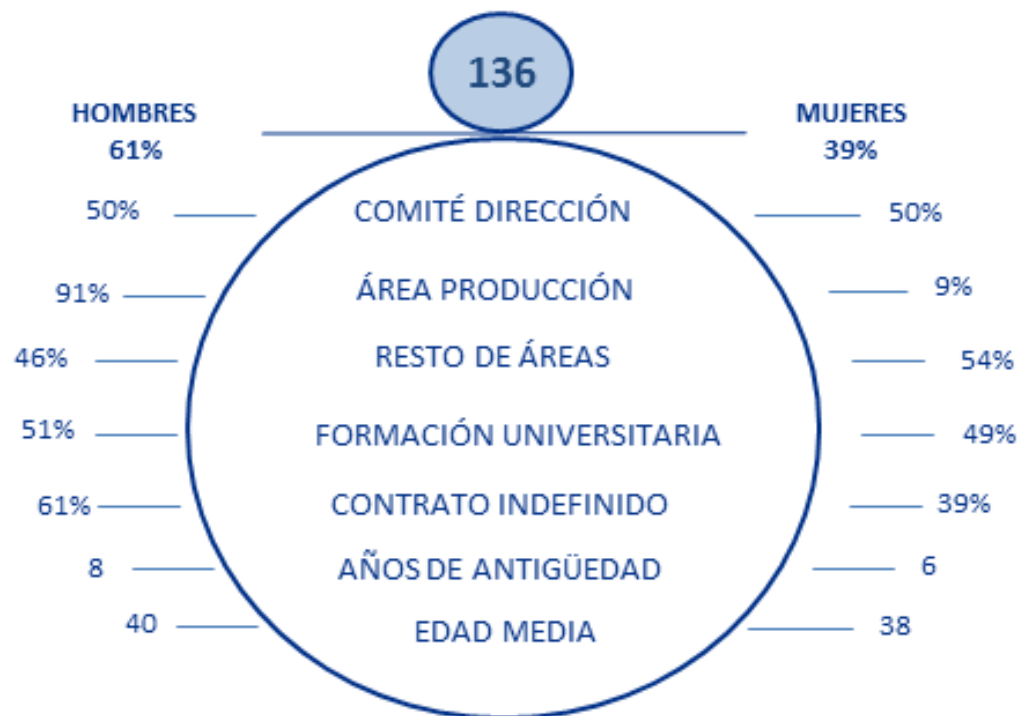 136
HOMBRES MUJERES
61% 39%
50% COMITÉ DIRECCIÓN 50%
91% ÁREA PRODUCCIÓN 9%
46% RESTO DE ÁREAS 54%
51% FORMACIÓN UNIVERSITARIA 49%
61% CONTRATO INDEFINIDO 39%
8 AÑOS DE ANTIGÜEDAD 6
40 EDAD MEDIA 38